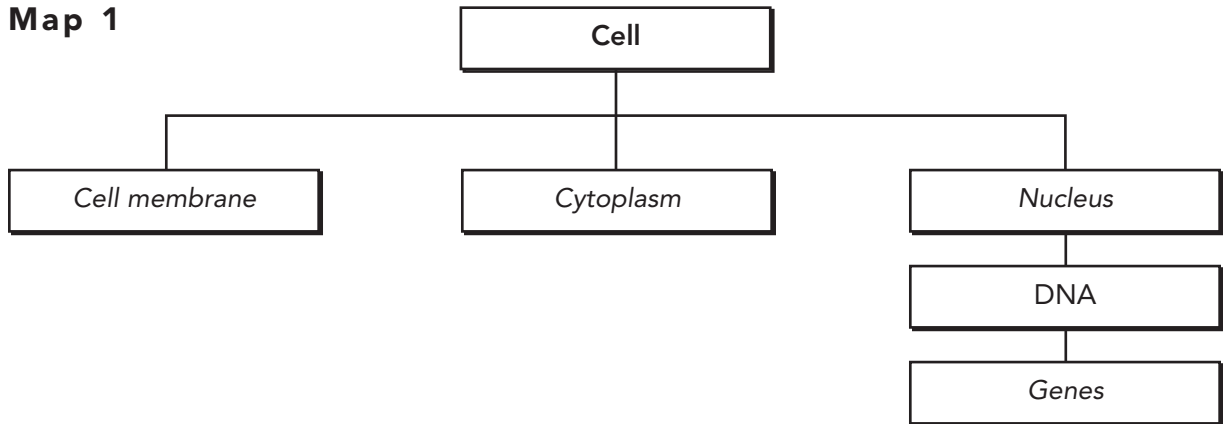 Map 1
Cell
Cell membrane
Cytoplasm
Nucleus
DNA
Genes